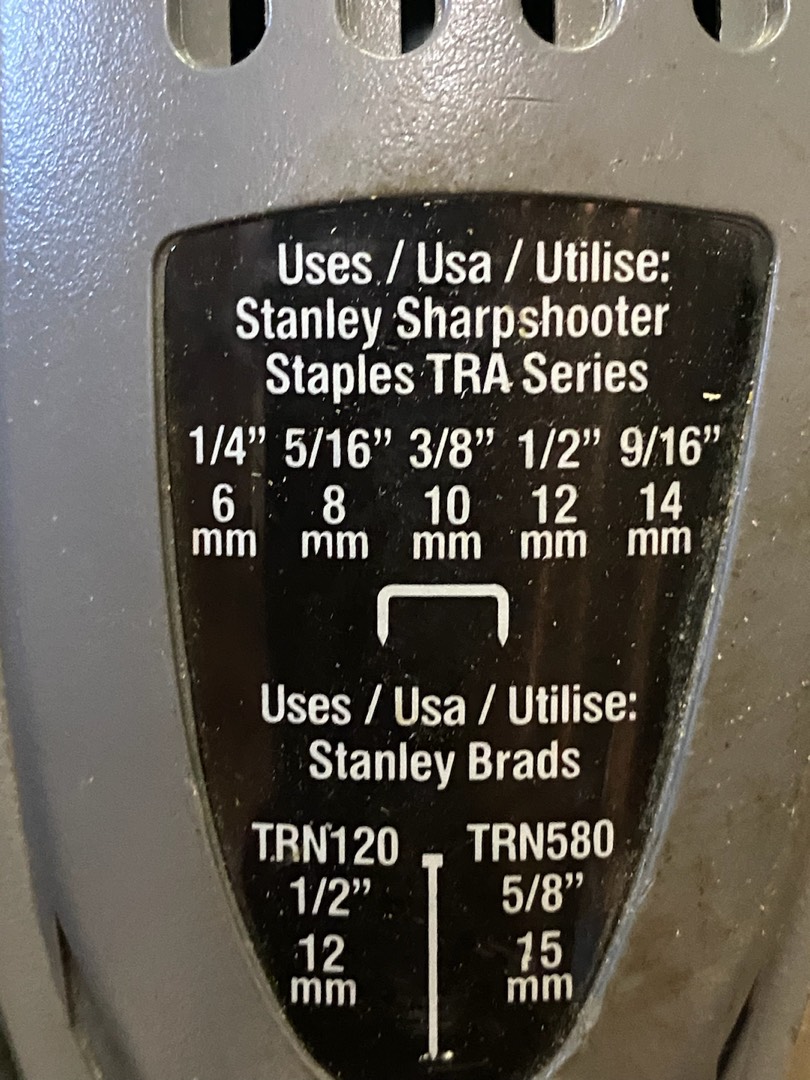 Uses / Usa / Utilise:
Stanley Sharpshooter
Staples TRA Series
1/4” 5/16” 3/8” 1/2” 9/16”
6 8 10 12 14
mm mm mm mm mm
Uses / Usa / Utilise:
Stanley Brads
TRN120 TRN580
1/2” 5/8”
12 15
mm mm